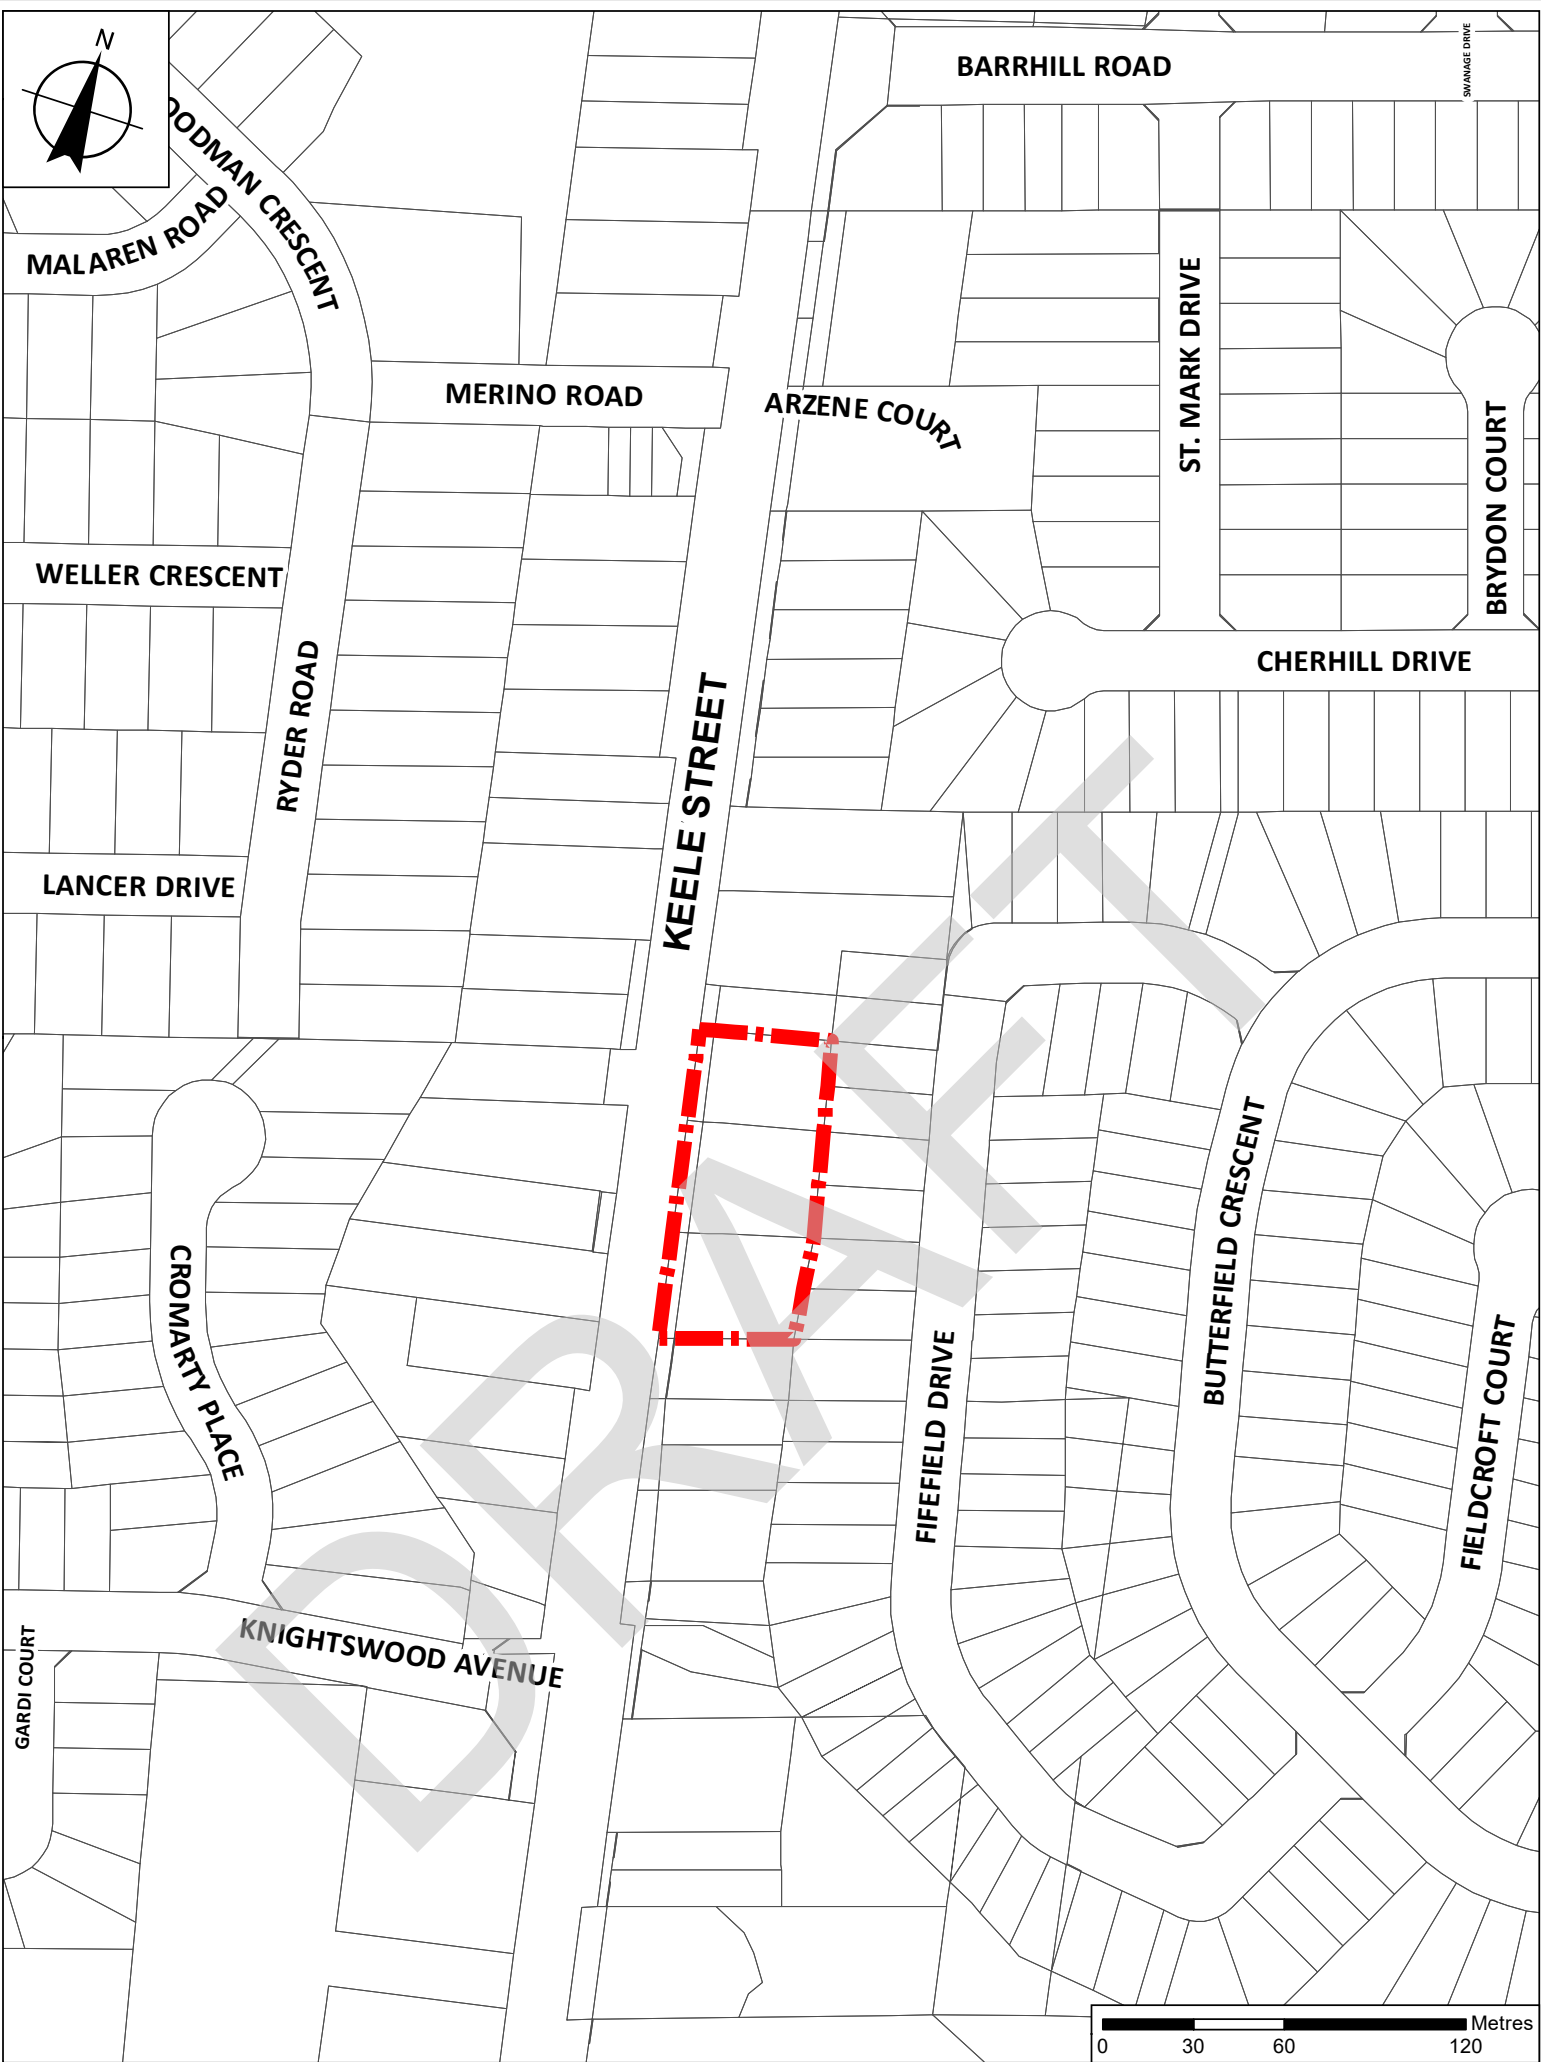 N
BARRHILL ROAD
SWANAGE DRIVE
OODMAN CRESCENT
MALAREN ROAD
MERINO ROAD
ARZENE COURT
ST. MARK DRIVE
BRYDON COURT
WELLER CRESCENT
RYDER ROAD
CHERHILL DRIVE
KEELE STREET
LANCER DRIVE
DRAFT
CROMARTY PLACE
BUTTERFIELD CRESCENT
FIFEFIELD DRIVE
FIELDCROFT COURT
KNIGHTSWOOD AVENUE
GARDI COURT
Metres
0 30 60 120